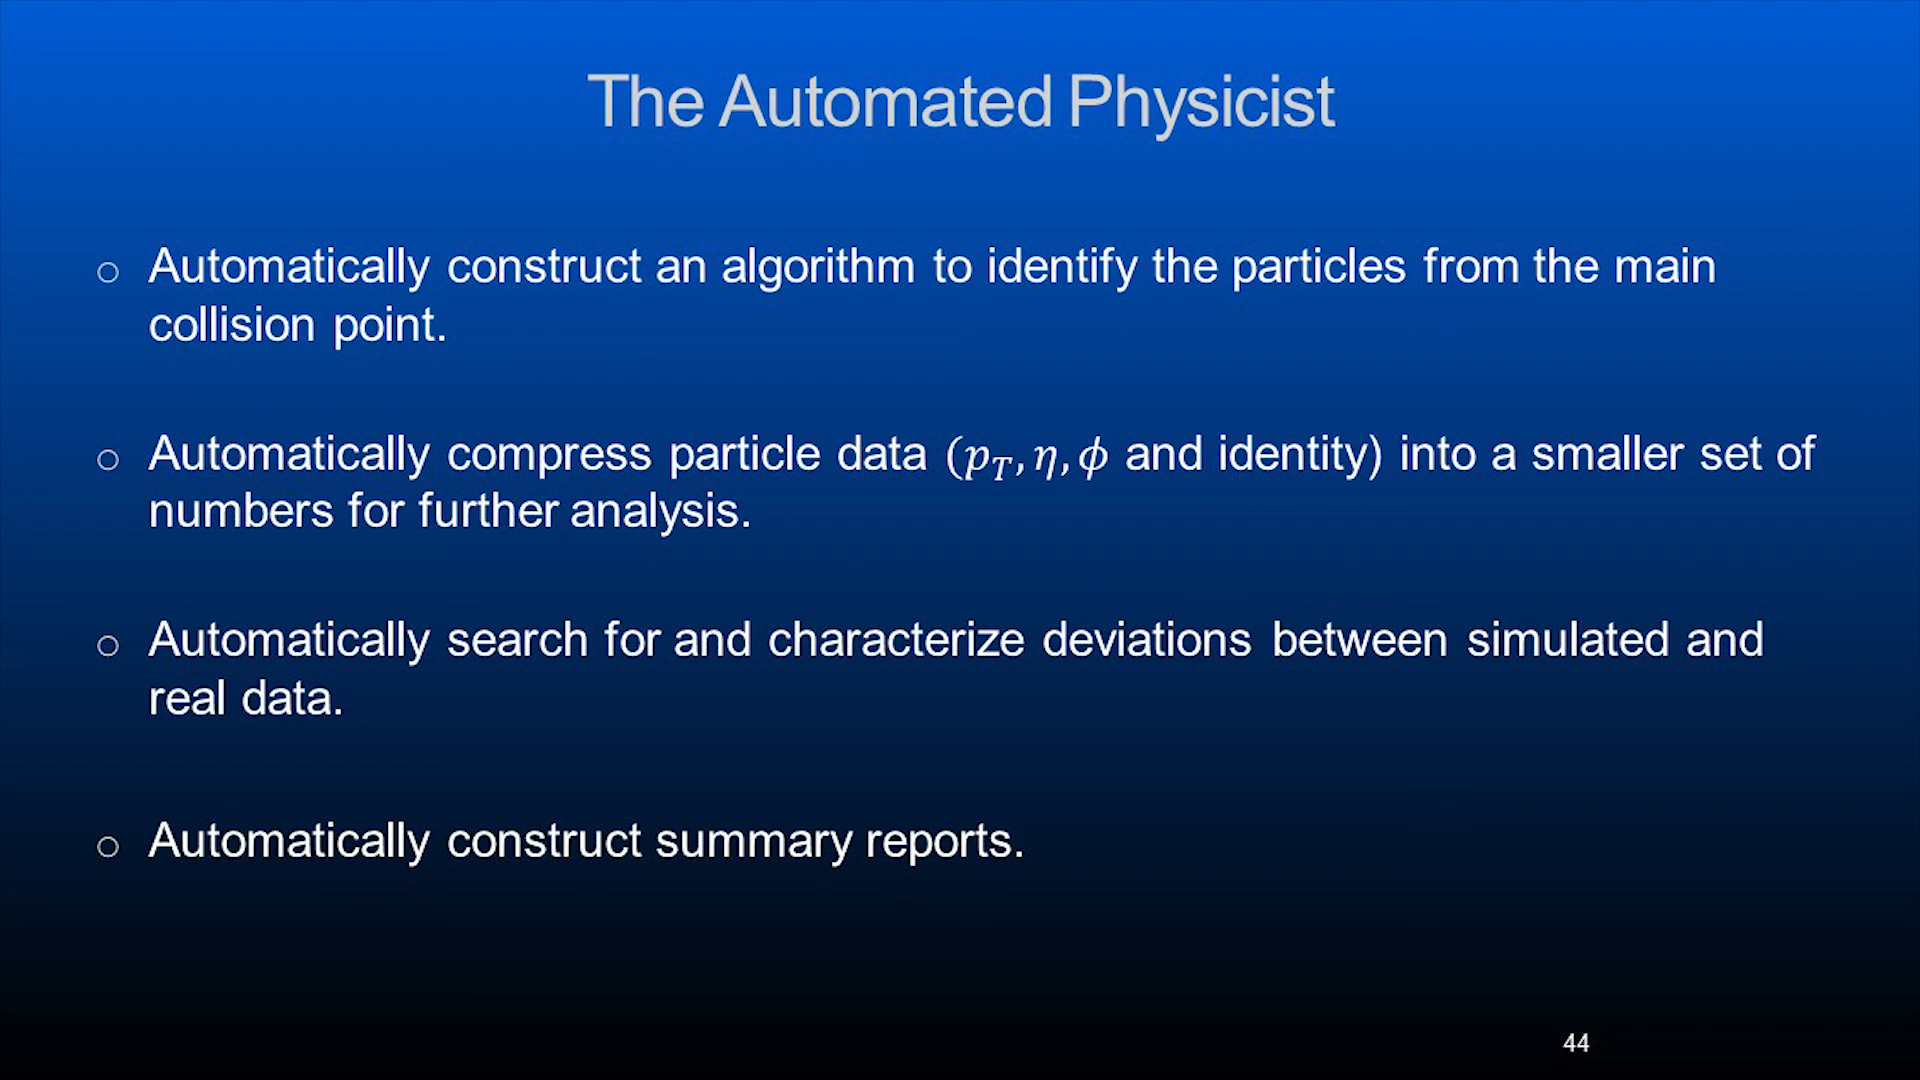 The Automated Physicist
○ Automatically construct an algorithm to identify the particles from the main
collision point.
○ Automatically compress particle data (𝑝𝑇, 𝜂, 𝜙 and identity) into a smaller set of
numbers for further analysis.
○ Automatically search for and characterize deviations between simulated and
real data.
○ Automatically construct summary reports.
44